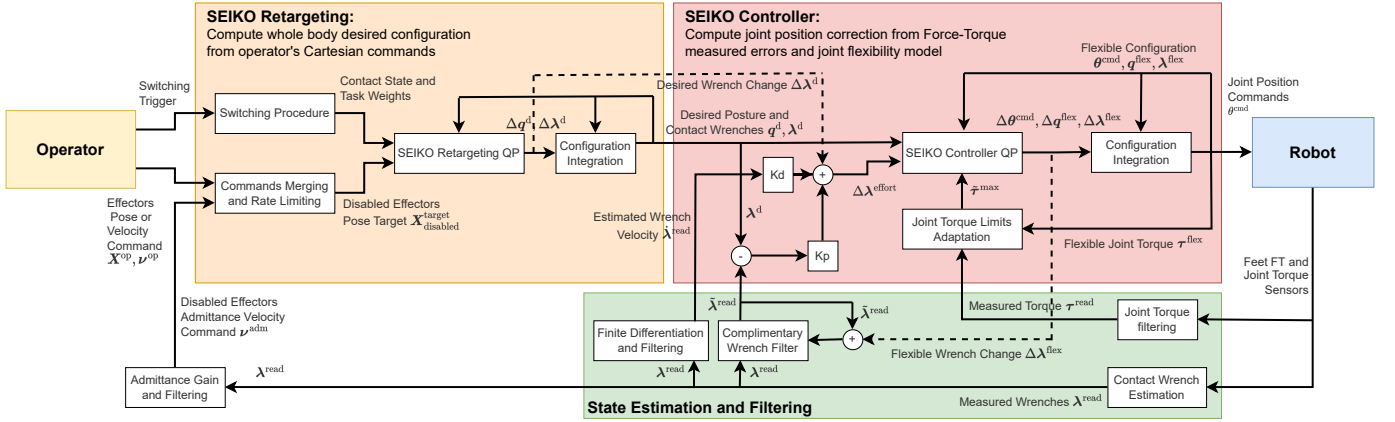 SEIKO Retargeting:
Compute whole body desired configuration
from operator's Cartesian commands
SEIKO Controller:
Compute joint position correction from Force-Torque
measured errors and joint flexibility model
Switching
Trigger
Contact State and
Task Weights
Desired Wrench Change Δλ^d
Flexible Configuration
θ^cmd, q^flex, λ^flex
Joint Position
Commands
θ^cmd
Operator
Switching Procedure
Δq^d, Δλ^d
SEIKO Retargeting QP
Configuration
Integration
Desired Posture and
Contact Wrenches q^d, λ^d
SEIKO Controller QP
Δθ^cmd, Δq^flex, Δλ^flex
Configuration
Integration
Robot
Commands Merging
and Rate Limiting
Kd
+
Δλ^effort
τ̃^max
Effectors
Pose or
Velocity
Command
X^op, ν^op
Disabled Effectors
Pose Target X^target_disabled
Estimated Wrench
Velocity λ̇^read
λ^d
Joint Torque Limits
Adaptation
Flexible Joint Torque τ^flex
-
Kp
Feet FT and
Joint Torque
Sensors
Disabled Effectors
Admittance Velocity
Command ν^adm
λ̃^read
λ̃^read
Measured Torque τ^read
Joint Torque
filtering
Finite Differentiation
and Filtering
Complimentary
Wrench Filter
+
Flexible Wrench Change Δλ^flex
λ^read
λ^read
λ^read
Admittance Gain
and Filtering
Contact Wrench
Estimation
Measured Wrenches λ^read
State Estimation and Filtering